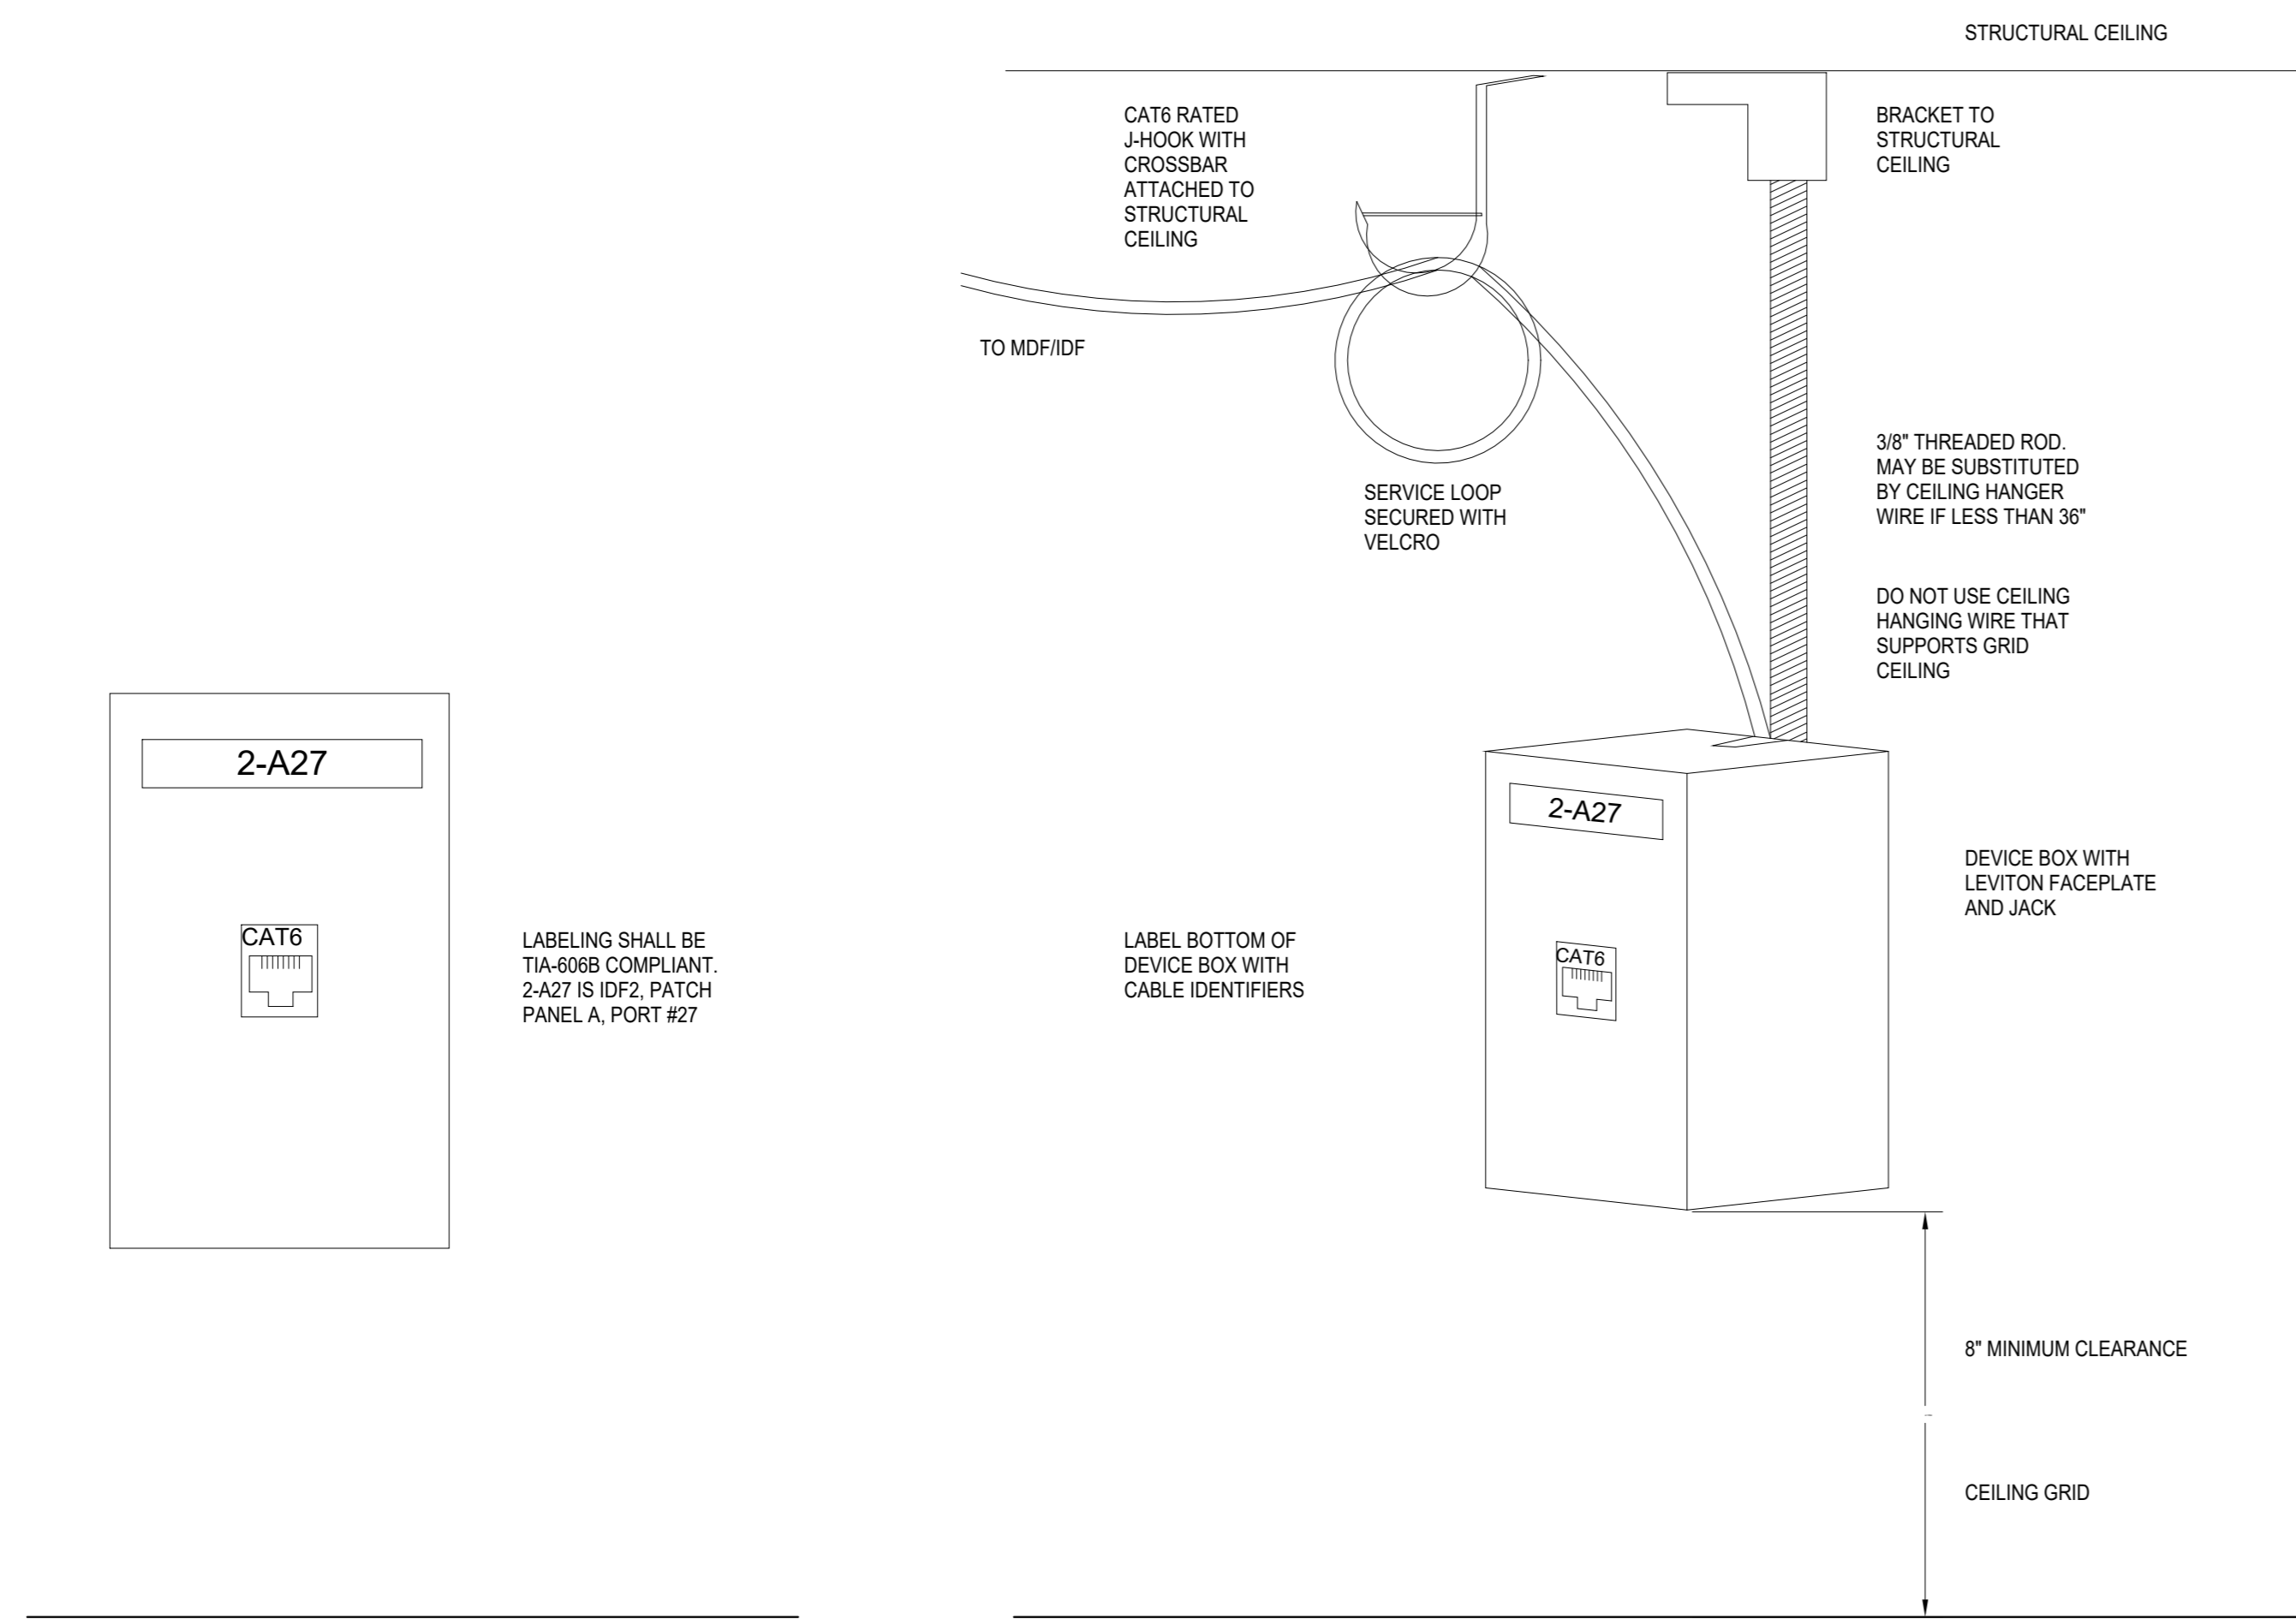 STRUCTURAL CEILING
CAT6 RATED
J-HOOK WITH
CROSSBAR
ATTACHED TO
STRUCTURAL
CEILING
BRACKET TO
STRUCTURAL
CEILING
TO MDF/IDF
3/8" THREADED ROD.
MAY BE SUBSTITUTED
BY CEILING HANGER
WIRE IF LESS THAN 36"
SERVICE LOOP
SECURED WITH
VELCRO
DO NOT USE CEILING
HANGING WIRE THAT
SUPPORTS GRID
CEILING
2-A27
CAT6
LABELING SHALL BE
TIA-606B COMPLIANT.
2-A27 IS IDF2, PATCH
PANEL A, PORT #27
2-A27
CAT6
LABEL BOTTOM OF
DEVICE BOX WITH
CABLE IDENTIFIERS
DEVICE BOX WITH
LEVITON FACEPLATE
AND JACK
8" MINIMUM CLEARANCE
CEILING GRID